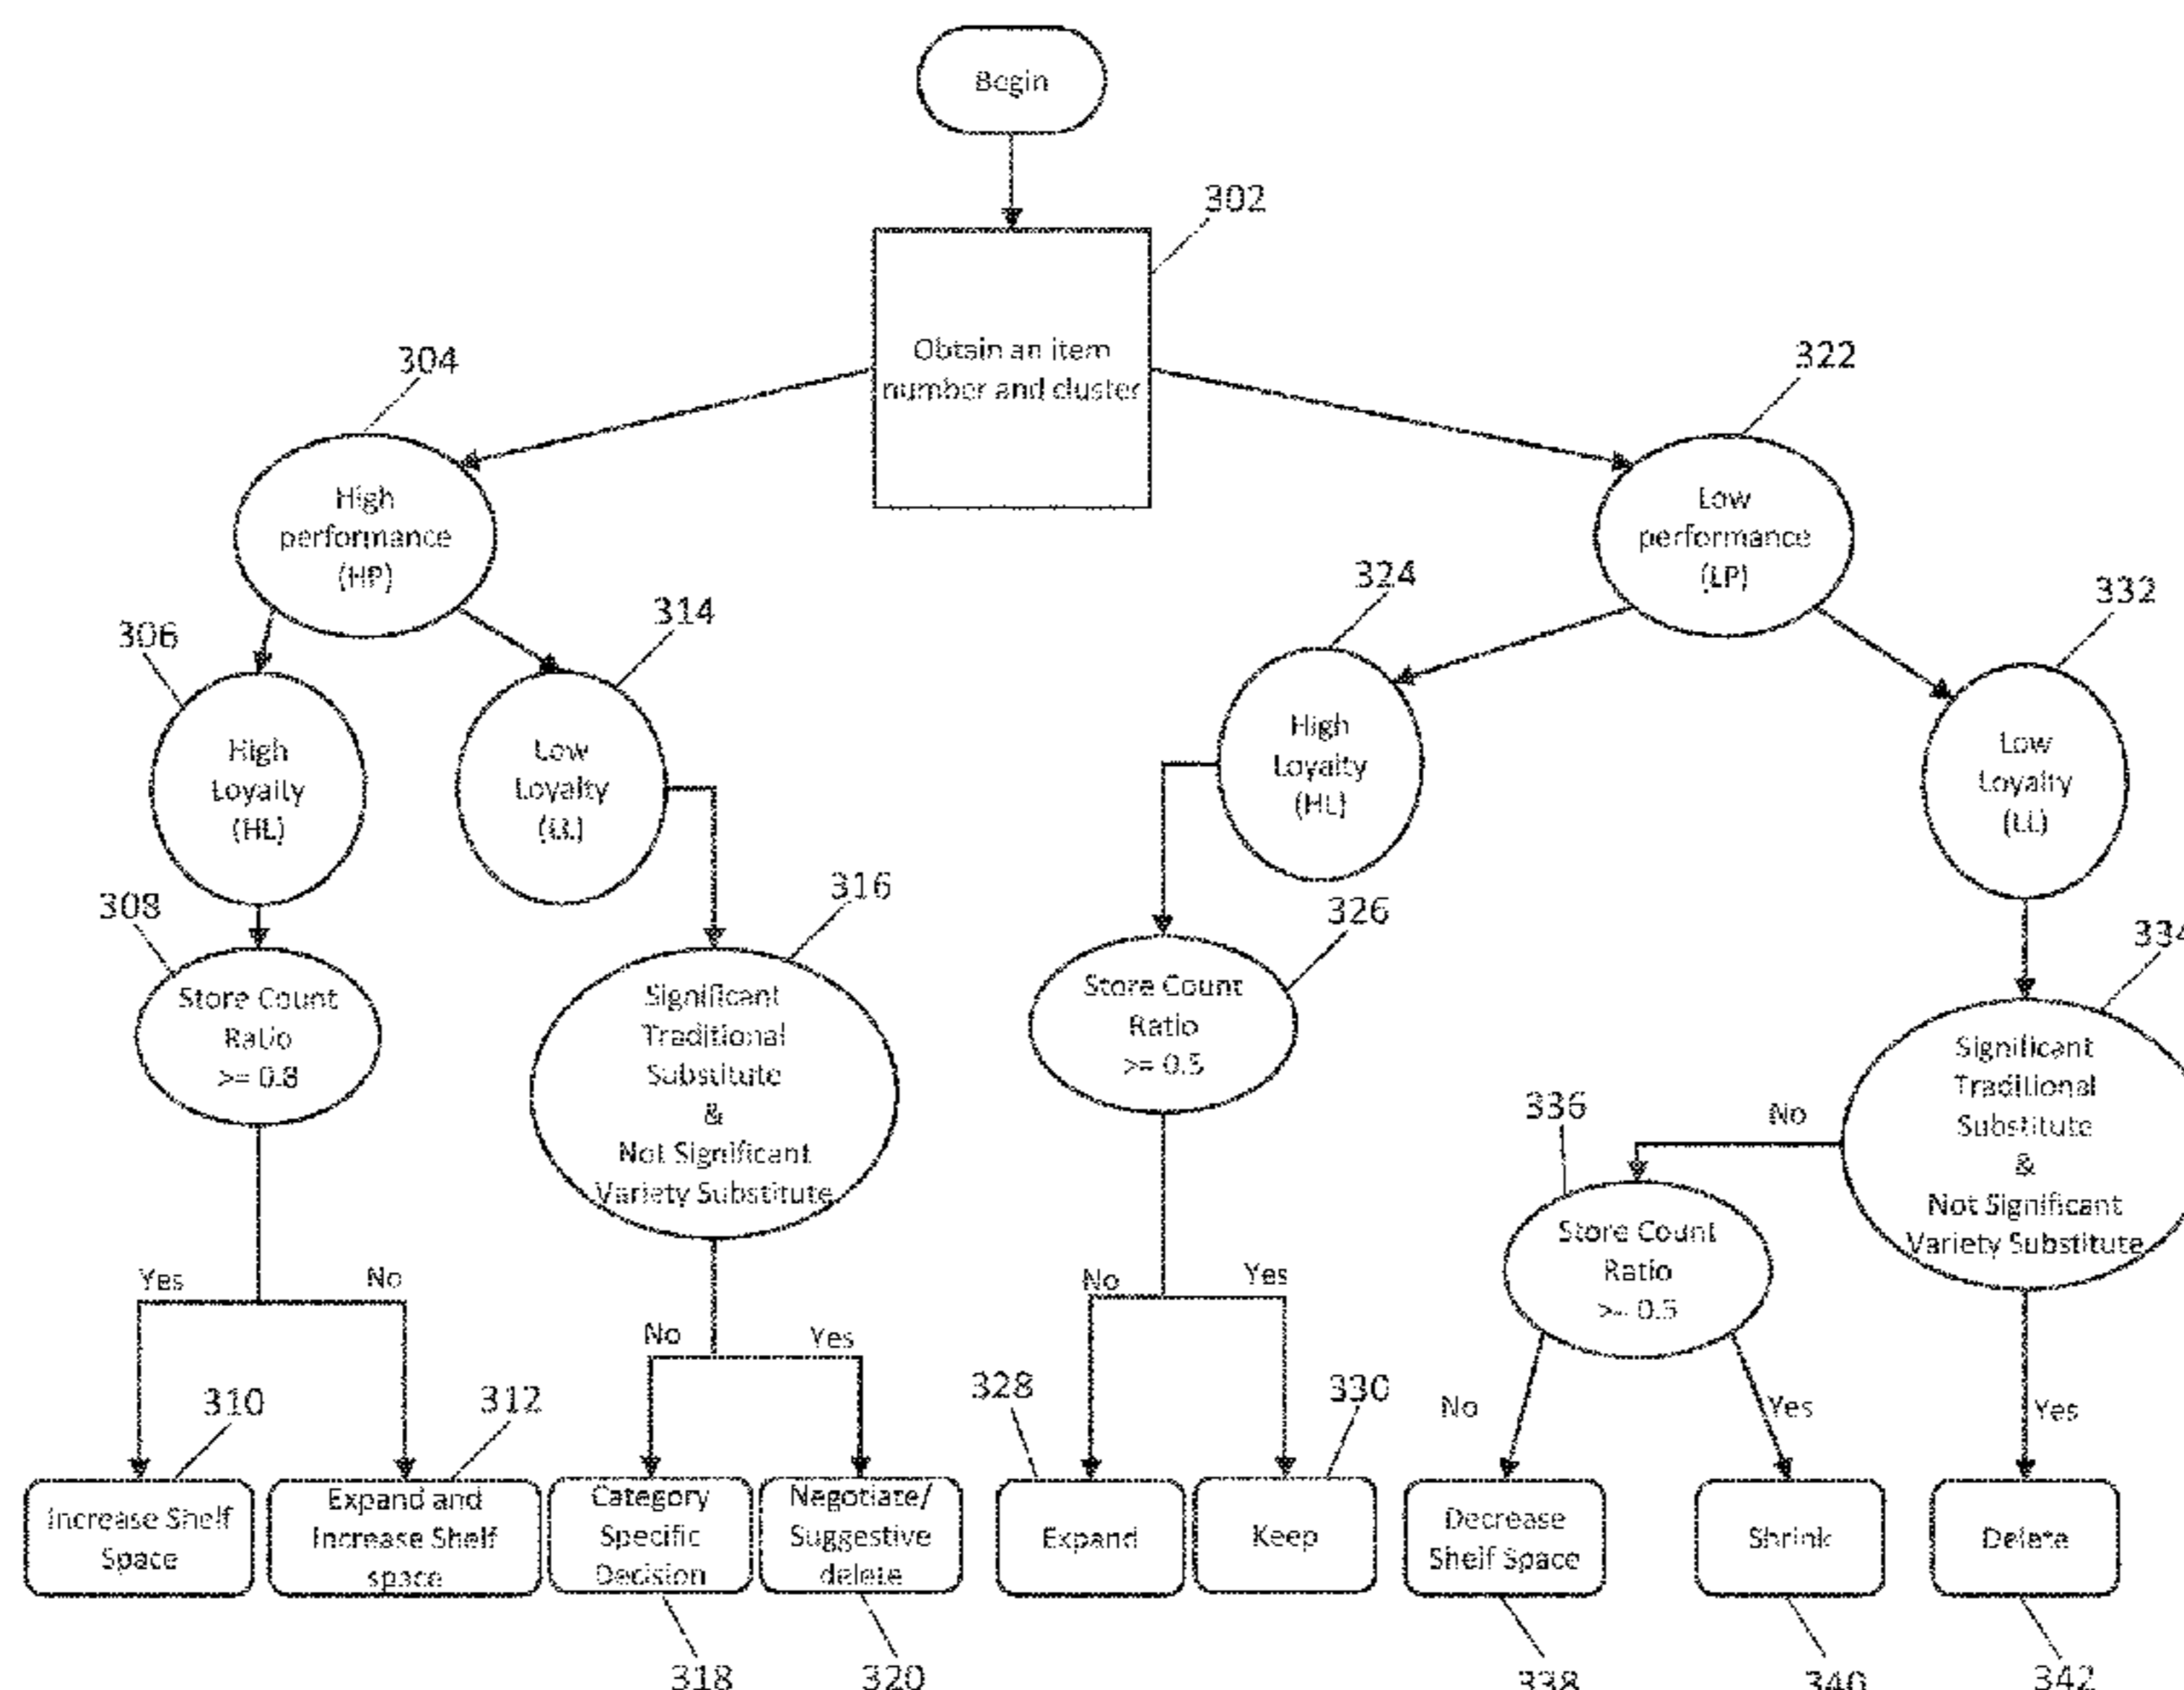 Begin
302
Obtain an item
number and cluster
304
High
performance
(HP)
322
Low
performance
(LP)
306
High
Loyalty
(HL)
314
Low
Loyalty
(LL)
324
High
Loyalty
(HL)
332
Low
Loyalty
(LL)
308
Store Count
Ratio
>= 0.8
316
Significant
Traditional
Substitute
&
Not Significant
Variety Substitute
326
Store Count
Ratio
>= 0.5
334
Significant
Traditional
Substitute
&
Not Significant
Variety Substitute
No
336
Store Count
Ratio
>= 0.5
Yes
No
No
Yes
No
Yes
No
Yes
Yes
310
Increase Shelf
Space
312
Expand and
Increase Shelf
space
Category
Specific
Decision
318
Negotiate/
Suggestive
delete
320
328
Expand
330
Keep
Decrease
Shelf Space
338
Shrink
340
Delete
342